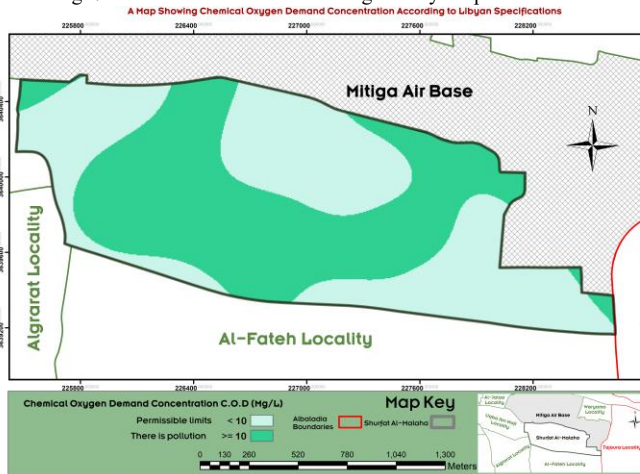 A Map Showing Chemical Oxygen Demand Concentration According to Libyan Specifications
225800 226400 227000 227600 228200
Mitiga Air Base
N
Algrarat Locality
Al-Fateh Locality
225800 226400 227000 227600 228200
Chemical Oxygen Demand Concentration C.O.D (Mg/L)
Permissible limits < 10
There is pollution >= 10
Map Key
Albaladia Boundaries
Shurfat Al-Malaha
0 130 260 520 780 1,040 1,300
Meters
Mitiga Air Base
Shurfat Al-Malaha
Al-Fateh Locality